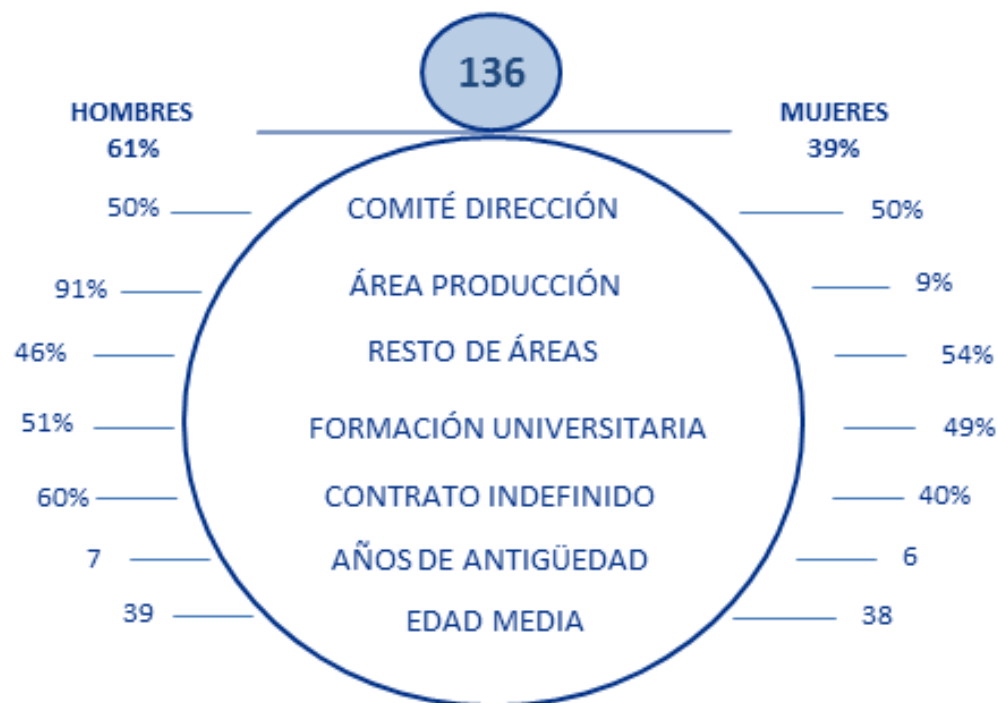 136
HOMBRES MUJERES
61% 39%
50% COMITÉ DIRECCIÓN 50%
91% ÁREA PRODUCCIÓN 9%
46% RESTO DE ÁREAS 54%
51% FORMACIÓN UNIVERSITARIA 49%
60% CONTRATO INDEFINIDO 40%
7 AÑOS DE ANTIGÜEDAD 6
39 EDAD MEDIA 38